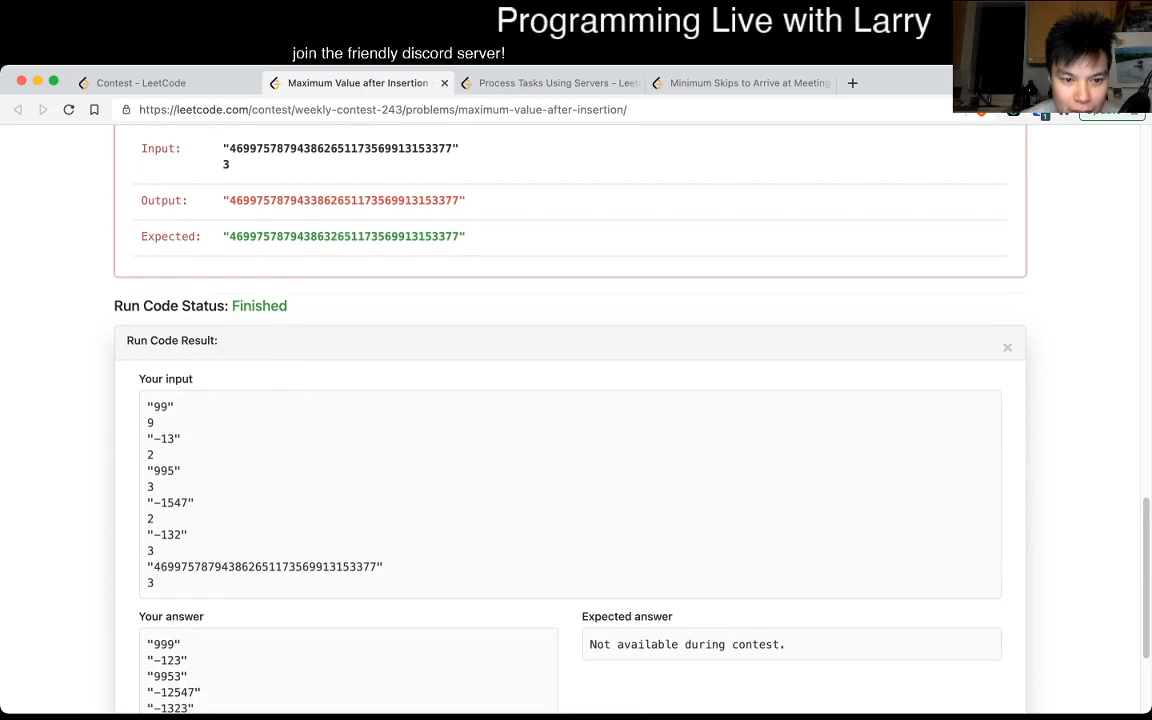 Programming Live with Larry
join the friendly discord server!
Contest - LeetCode
Maximum Value after Insertion
Process Tasks Using Servers - Leet
Minimum Skips to Arrive at Meeting
https://leetcode.com/contest/weekly-contest-243/problems/maximum-value-after-insertion/
Input: "469975787943862651173569913153377"
3
Output: "4699757879433862651173569913153377"
Expected: "4699757879438632651173569913153377"
Run Code Status: Finished
Run Code Result:
Your input
"99"
9
"-13"
2
"995"
3
"-1547"
2
"-132"
3
"469975787943862651173569913153377"
3
Your answer
"999"
"-123"
"9953"
"-12547"
"-1323"
Expected answer
Not available during contest.